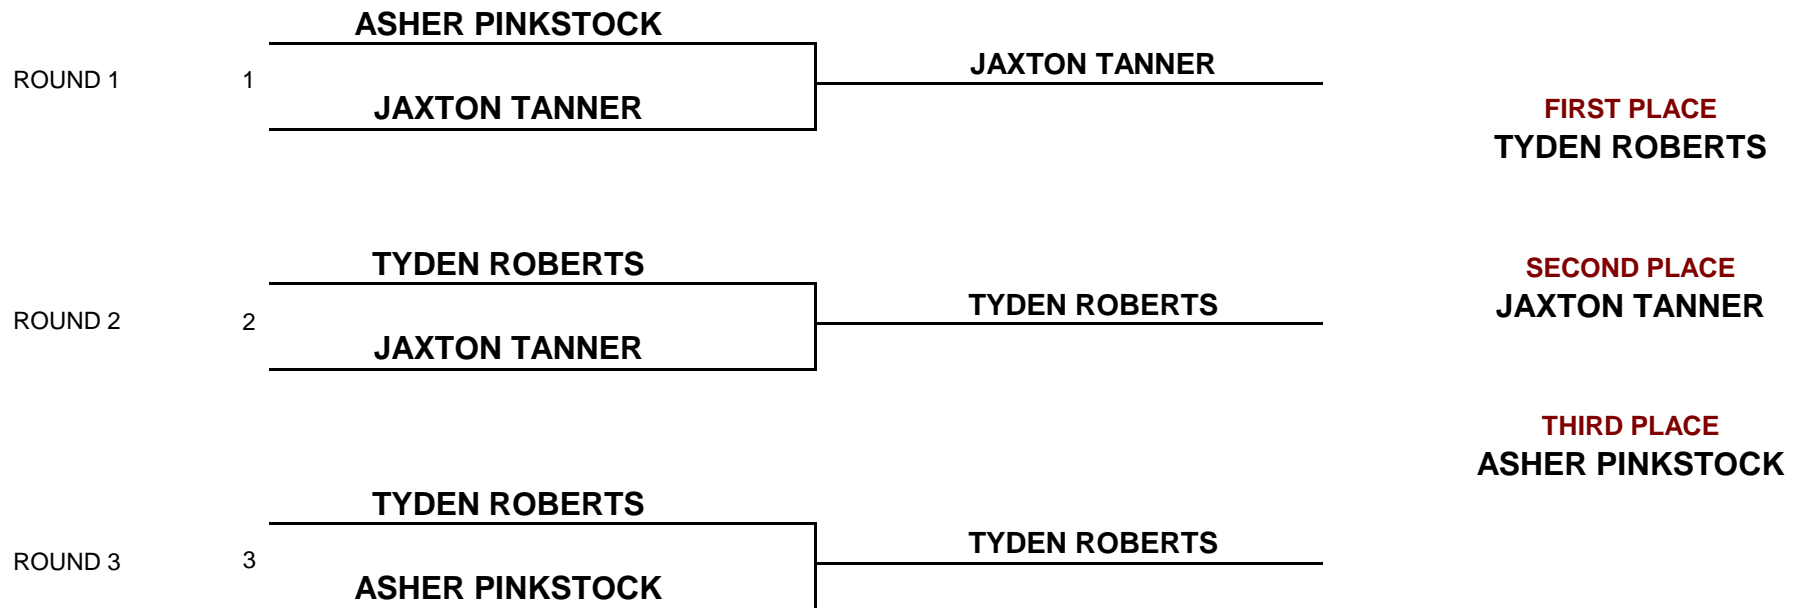 ASHER PINKSTOCK
ROUND 1 1 JAXTON TANNER
JAXTON TANNER
FIRST PLACE
TYDEN ROBERTS
TYDEN ROBERTS
ROUND 2 2 TYDEN ROBERTS
JAXTON TANNER
SECOND PLACE
JAXTON TANNER
THIRD PLACE
ASHER PINKSTOCK
TYDEN ROBERTS
ROUND 3 3 TYDEN ROBERTS
ASHER PINKSTOCK